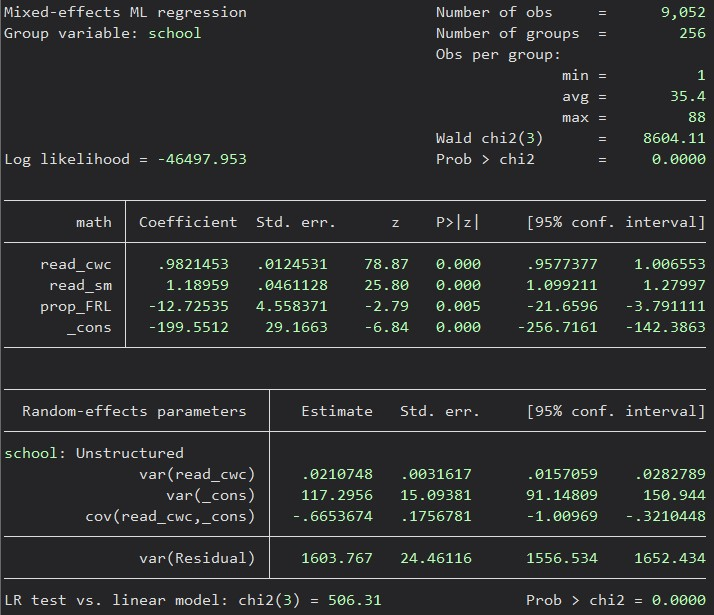 Mixed-effects ML regression Number of obs = 9,052
Group variable: school Number of groups = 256
Obs per group:
min = 1
avg = 35.4
max = 88
Wald chi2(3) = 8604.11
Log likelihood = -46497.953 Prob > chi2 = 0.0000
math Coefficient Std. err. z P>|z| [95% conf. interval]
read_cwc .9821453 .0124531 78.87 0.000 .9577377 1.006553
read_sm 1.18959 .0461128 25.80 0.000 1.099211 1.27997
prop_FRL -12.72535 4.558371 -2.79 0.005 -21.6596 -3.791111
_cons -199.5512 29.1663 -6.84 0.000 -256.7161 -142.3863
Random-effects parameters Estimate Std. err. [95% conf. interval]
school: Unstructured
var(read_cwc) .0210748 .0031617 .0157059 .0282789
var(_cons) 117.2956 15.09381 91.14809 150.944
cov(read_cwc,_cons) -.6653674 .1756781 -1.00969 -.3210448
var(Residual) 1603.767 24.46116 1556.534 1652.434
LR test vs. linear model: chi2(3) = 506.31 Prob > chi2 = 0.0000